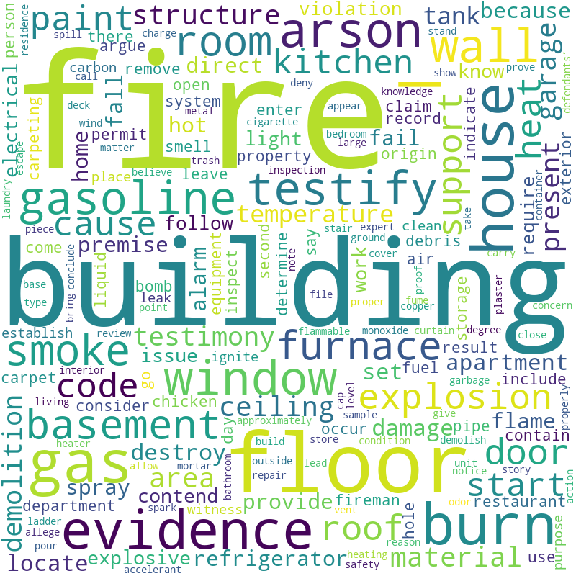 spill charge
person there
paint structure
residence argue stand
carbon call remove direct
arson violation
room kitchen wall
tank because
know show prove
garage defendants
deck open deny appear knowledge
electrical carpeting
fire
system metal cigarette bedroom large
wind hot enter claim
fall light fail record
matter smell trash inspection
home permit property origin
escape place believe leave
house support heat
indicate exterior
laundry
gasoline testify
require present container
cause temperature
piece follow stair expert clean take
come premise second ground debris
building
liquid bomb equipment inspect determine say
cover air work proof carry
base type bring conclude leak alarm note
point file proper fume storage plaster
establish review flammable monoxide copper curtain degree concern
smoke issue ignite furnace
set fuel result close
carpet interior code window
apartment garbage
living consider go chicken ceiling
cap level sample
explosion include properly
basement day approximately
occur give flame
heater build store condition demolish
demolition destroy damage pipe contain door
allow mortar bathroom outside repair lead unit notice story
gas floor
spray area contend provide fireman hole restaurant start
department spark witness vent odor reason purpose action
ladder allege
evidence roof material burn
pour heating use
locate explosive refrigerator
accelerant safety